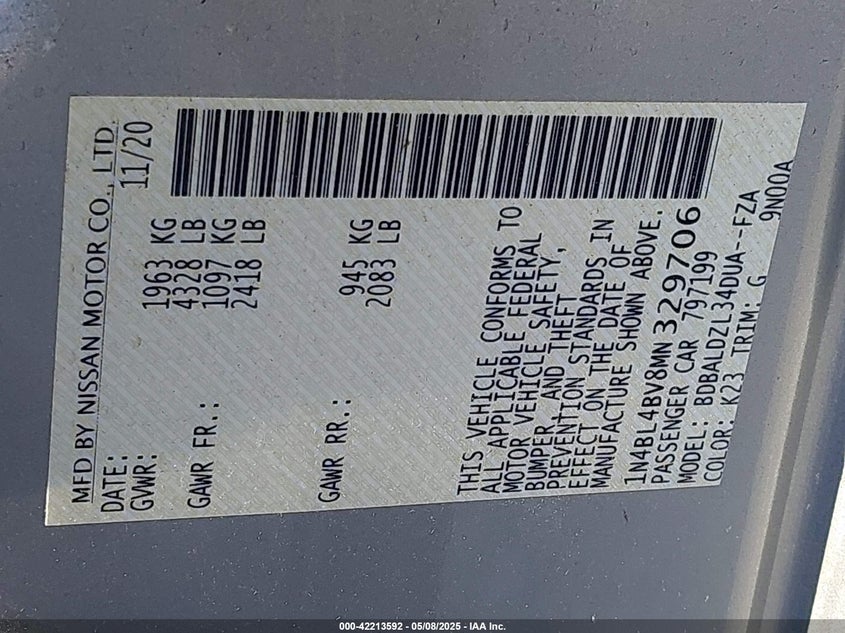 MFD BY NISSAN MOTOR CO., LTD.
DATE: 11/20
GVWR: 1963 KG
4328 LB
GAWR FR.: 1097 KG
2418 LB
GAWR RR.: 945 KG
2083 LB
THIS VEHICLE CONFORMS TO
ALL APPLICABLE FEDERAL
MOTOR VEHICLE SAFETY,
BUMPER, AND THEFT
PREVENTION STANDARDS IN
EFFECT ON THE DATE OF
MANUFACTURE SHOWN ABOVE.
1N4BL4BV8MN329706
PASSENGER CAR 797199
MODEL: BDBALDZL34DUA--FZA
COLOR: K23 TRIM: G 9N00A
000-42213592 - 05/08/2025 - IAA Inc.